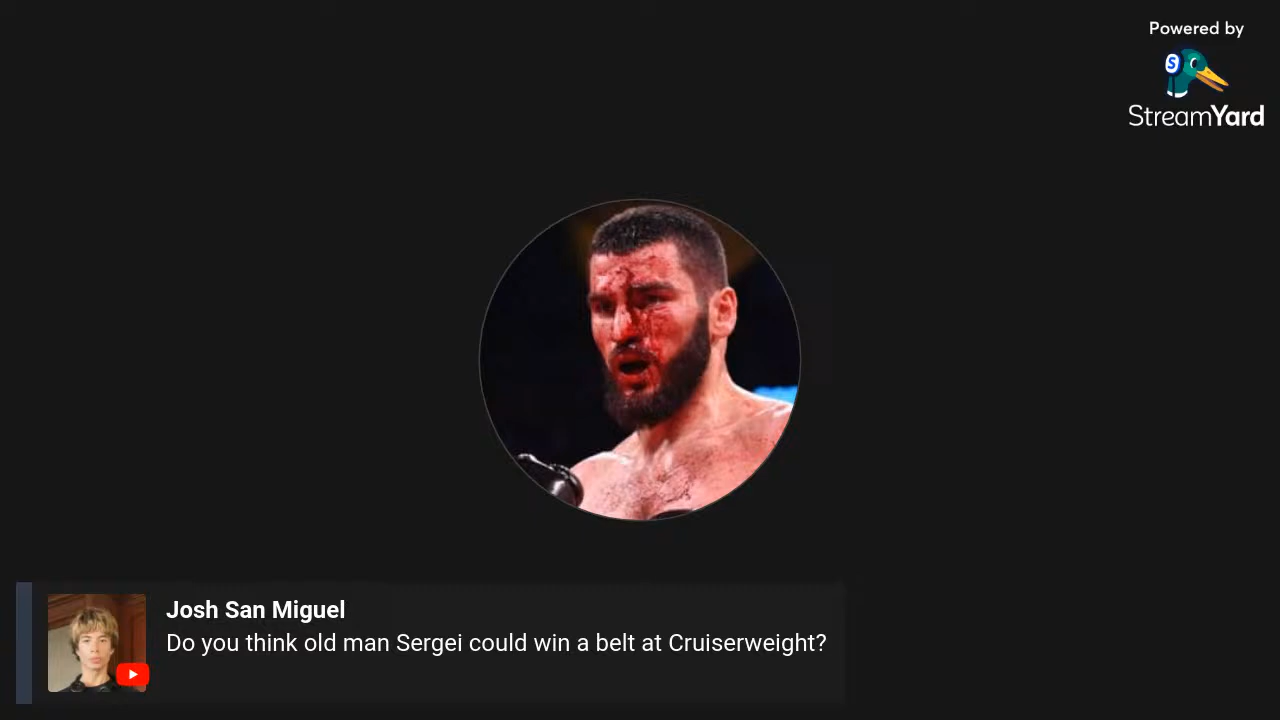 Powered by
S
StreamYard
Josh San Miguel
Do you think old man Sergei could win a belt at Cruiserweight?